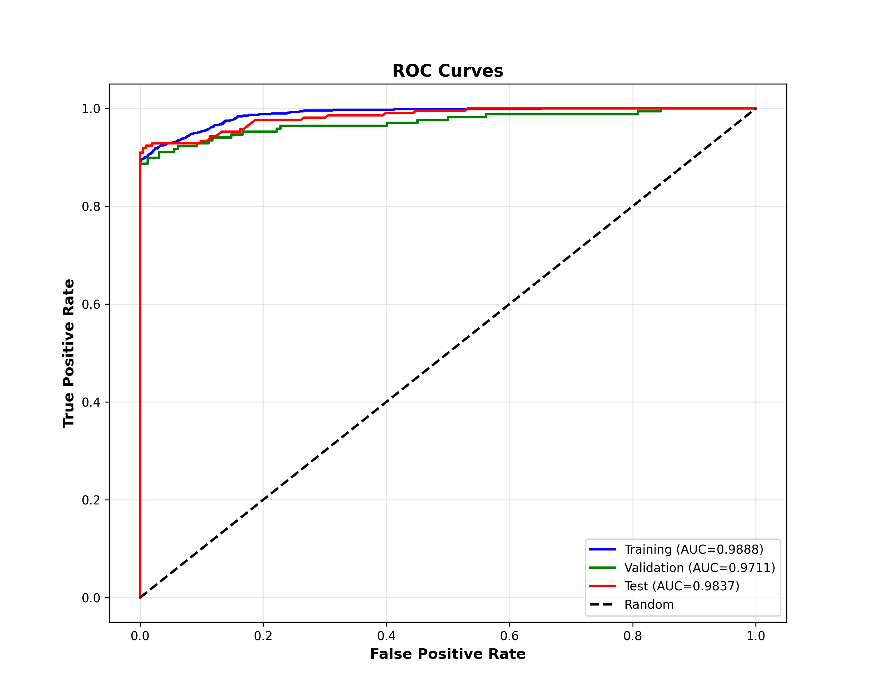 ROC Curves
True Positive Rate
1.0
0.8
0.6
0.4
0.2
0.0
0.0 0.2 0.4 0.6 0.8 1.0
False Positive Rate
Training (AUC=0.9888)
Validation (AUC=0.9711)
Test (AUC=0.9837)
Random